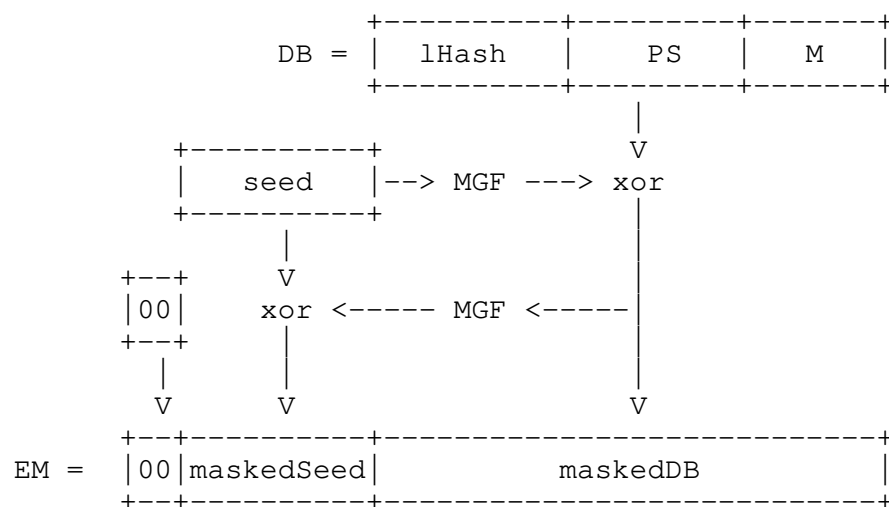 +----------+---------+-------+
DB = |  lHash   |    PS   |   M   |
+----------+---------+-------+
|
+----------+              V
|   seed   |--> MGF ---> xor
+----------+              |
|                   |
+--+      V                   |
|00|     xor <----- MGF <-----|
+--+      |                   |
|       |                   |
V       V                   V
+--+----------+----------------------------+
EM =  |00|maskedSeed|          maskedDB          |
+--+----------+----------------------------+